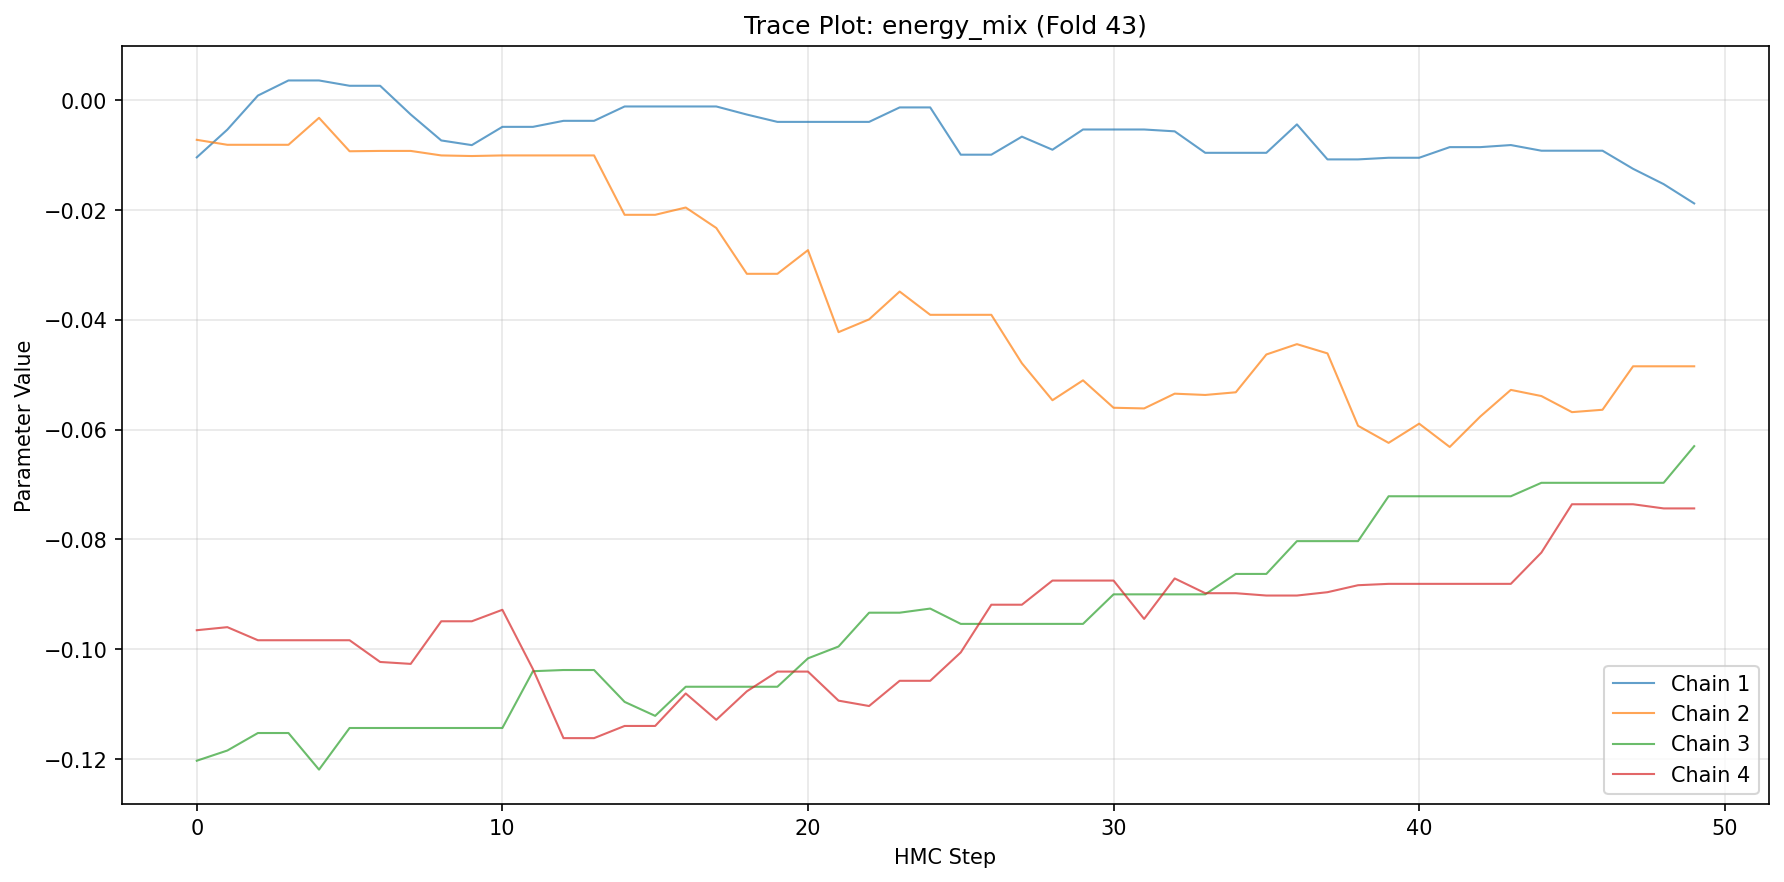 Trace Plot: energy_mix (Fold 43)
Parameter Value
0.00
−0.02
−0.04
−0.06
−0.08
−0.10
−0.12
0 10 20 30 40 50
HMC Step
Chain 1
Chain 2
Chain 3
Chain 4